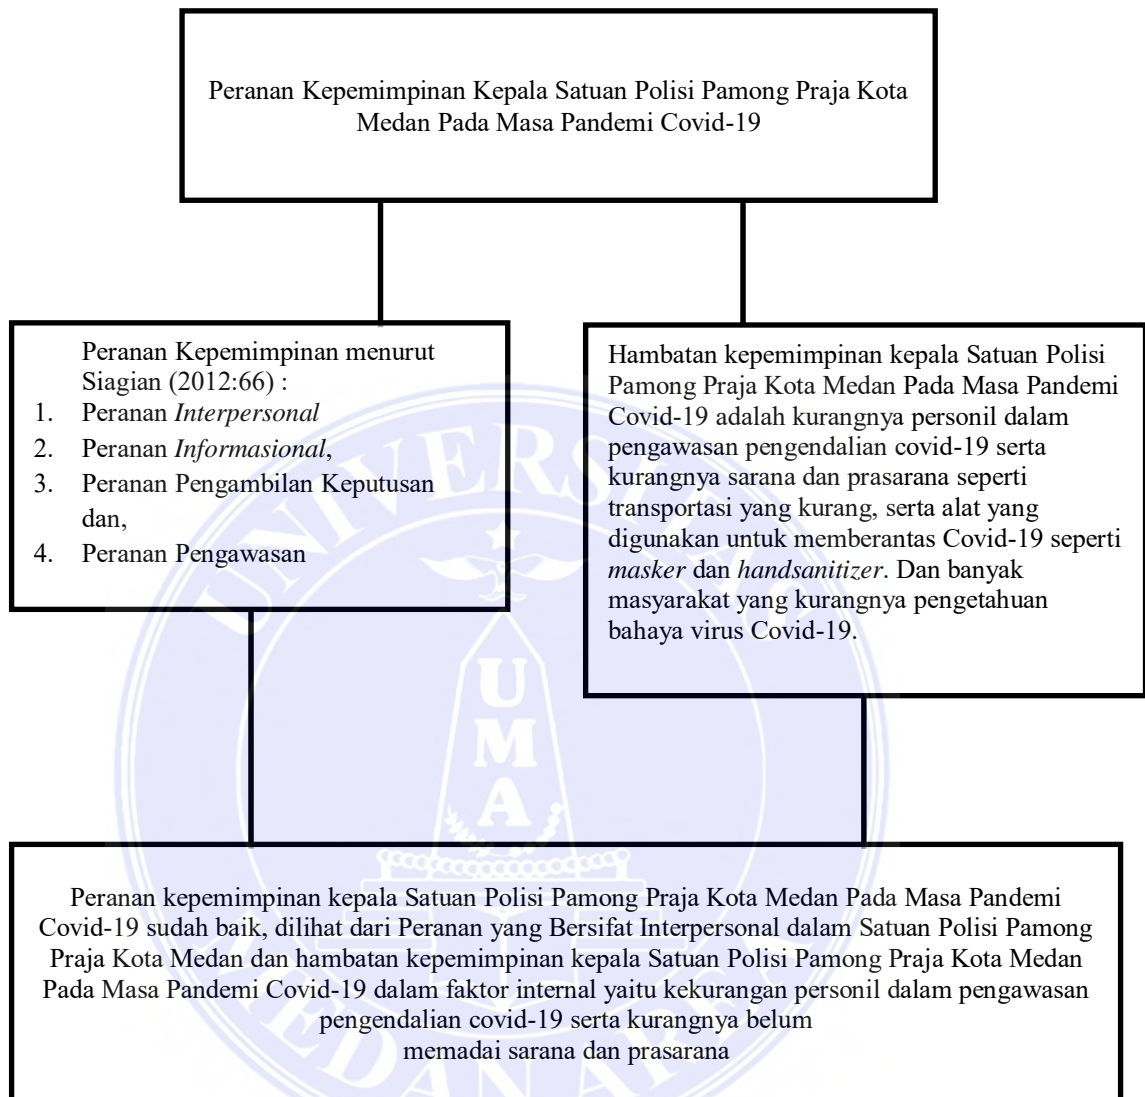 Peranan Kepemimpinan Kepala Satuan Polisi Pamong Praja Kota
Medan Pada Masa Pandemi Covid-19
Peranan Kepemimpinan menurut
Siagian (2012:66) :
1. Peranan Interpersonal
2. Peranan Informasional,
3. Peranan Pengambilan Keputusan
dan,
4. Peranan Pengawasan
Hambatan kepemimpinan kepala Satuan Polisi
Pamong Praja Kota Medan Pada Masa Pandemi
Covid-19 adalah kurangnya personil dalam
pengawasan pengendalian covid-19 serta
kurangnya sarana dan prasarana seperti
transportasi yang kurang, serta alat yang
digunakan untuk memberantas Covid-19 seperti
masker dan handsanitizer. Dan banyak
masyarakat yang kurangnya pengetahuan
bahaya virus Covid-19.
Peranan kepemimpinan kepala Satuan Polisi Pamong Praja Kota Medan Pada Masa Pandemi
Covid-19 sudah baik, dilihat dari Peranan yang Bersifat Interpersonal dalam Satuan Polisi Pamong
Praja Kota Medan dan hambatan kepemimpinan kepala Satuan Polisi Pamong Praja Kota Medan
Pada Masa Pandemi Covid-19 dalam faktor internal yaitu kekurangan personil dalam pengawasan
pengendalian covid-19 serta kurangnya belum
memadai sarana dan prasarana
UNIVERSITAS
UMA
MEDAN AREA